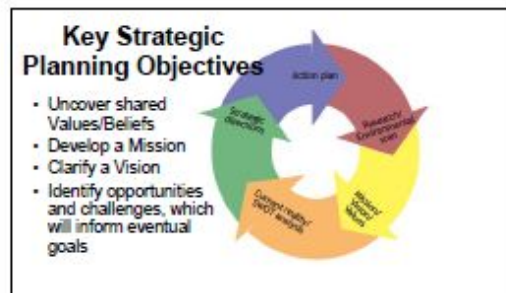 Key Strategic
Planning Objectives
• Uncover shared
Values/Beliefs
• Develop a Mission
• Clarify a Vision
• Identify opportunities
and challenges, which
will inform eventual
goals
Action plan
Research/
Environmental
scan
Mission/
Vision/
Values
Current reality/
SWOT analysis
Strategic
directions